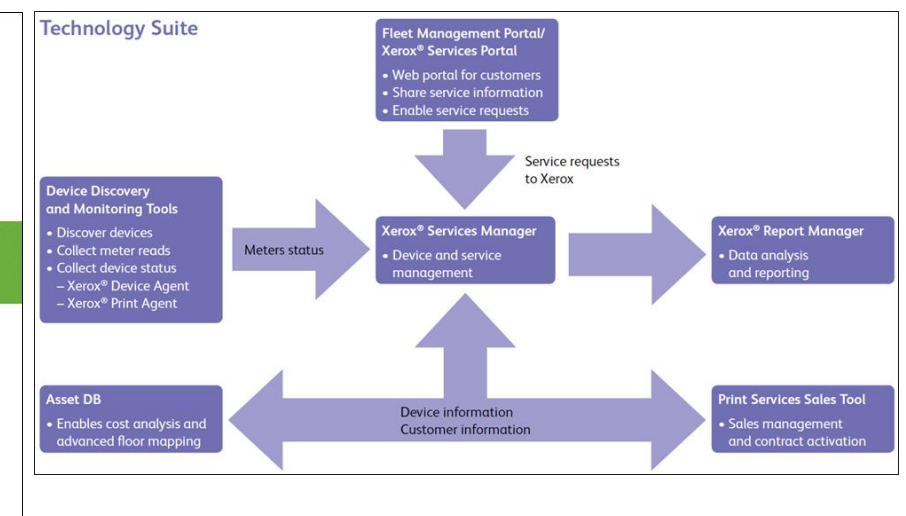 Technology Suite
Fleet Management Portal/
Xerox® Services Portal
• Web portal for customers
• Share service information
• Enable service requests
Service requests
to Xerox
Device Discovery
and Monitoring Tools
• Discover devices
• Collect meter reads
• Collect device status
– Xerox® Device Agent
– Xerox® Print Agent
Meters status
Xerox® Services Manager
• Device and service
management
Xerox® Report Manager
• Data analysis
and reporting
Asset DB
• Enables cost analysis and
advanced floor mapping
Device information
Customer information
Print Services Sales Tool
• Sales management
and contract activation